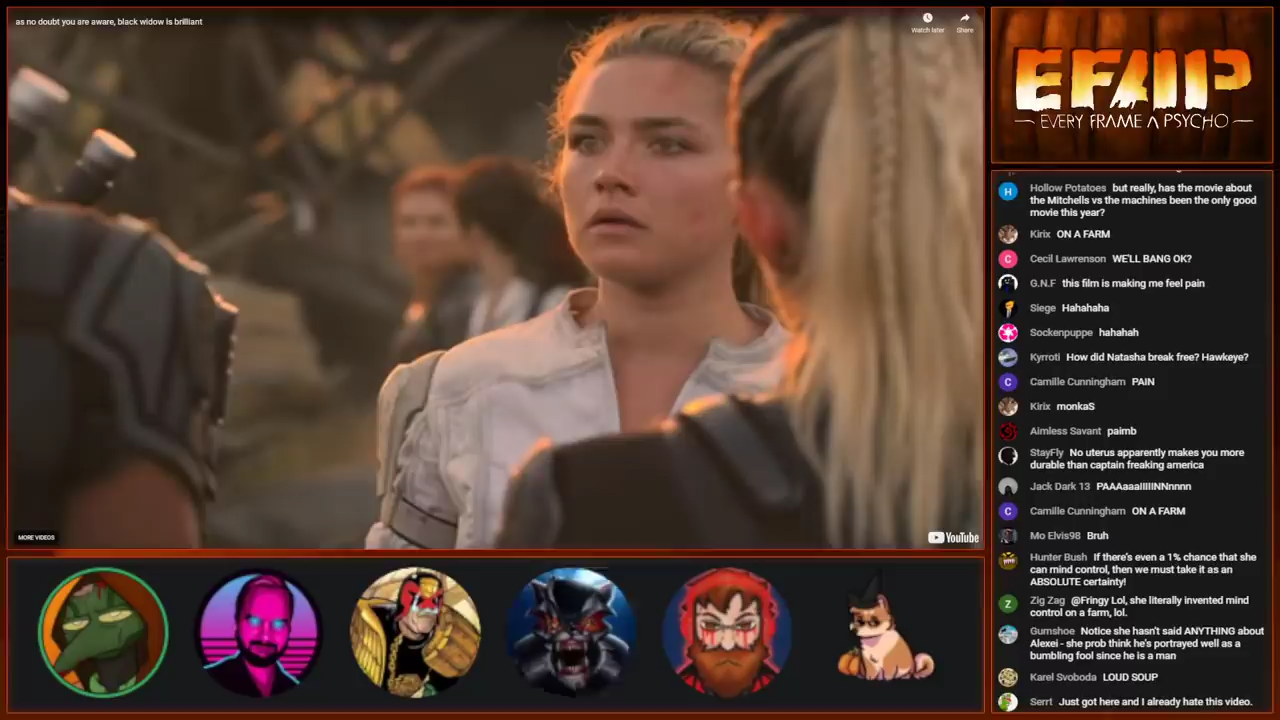 as no doubt you are aware, black widow is brilliant
Watch later
Share
MORE VIDEOS
YouTube
EFAP
EVERY FRAME A PSYCHO
H
Hollow Potatoes but really, has the movie about
the Mitchells vs the machines been the only good
movie this year?
Kirix ON A FARM
C
Cecil Lawrenson WE'LL BANG OK?
G.N.F this film is making me feel pain
Siege Hahahaha
Sockenpuppe hahahah
Kyrroti How did Natasha break free? Hawkeye?
C
Camille Cunningham PAIN
Kirix monkaS
Aimless Savant paimb
StayFly No uterus apparently makes you more
durable than captain freaking america
Jack Dark 13 PAAAaaaIIIIINNnnnn
C
Camille Cunningham ON A FARM
Mo Elvis98 Bruh
Hunter Bush If there's even a 1% chance that she
can mind control, then we must take it as an
ABSOLUTE certainty!
Z
Zig Zag @Fringy Lol, she literally invented mind
control on a farm, lol.
Gumshoe Notice she hasn't said ANYTHING about
Alexei - she prob think he's portrayed well as a
bumbling fool since he is a man
Karel Svoboda LOUD SOUP
Serrt Just got here and I already hate this video.